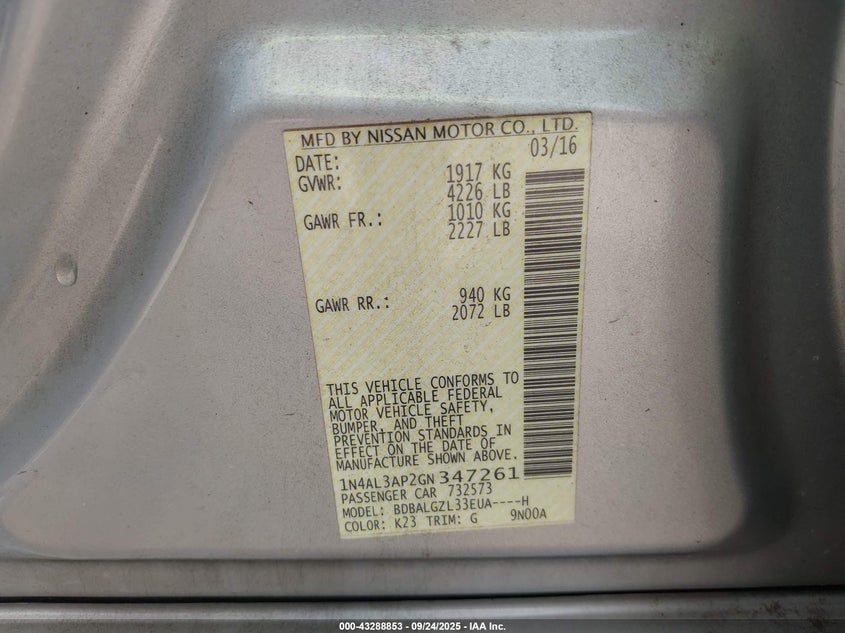 MFD BY NISSAN MOTOR CO., LTD.
DATE: 03/16
GVWR: 1917 KG
4226 LB
GAWR FR.: 1010 KG
2227 LB
GAWR RR.: 940 KG
2072 LB
THIS VEHICLE CONFORMS TO
ALL APPLICABLE FEDERAL
MOTOR VEHICLE SAFETY,
BUMPER, AND THEFT
PREVENTION STANDARDS IN
EFFECT ON THE DATE OF
MANUFACTURE SHOWN ABOVE.
1N4AL3AP2GN347261
PASSENGER CAR 732573
MODEL: BDBALGZL33EUA----H
COLOR: K23 TRIM: G 9N00A
000-43288853 - 09/24/2025 - IAA Inc.